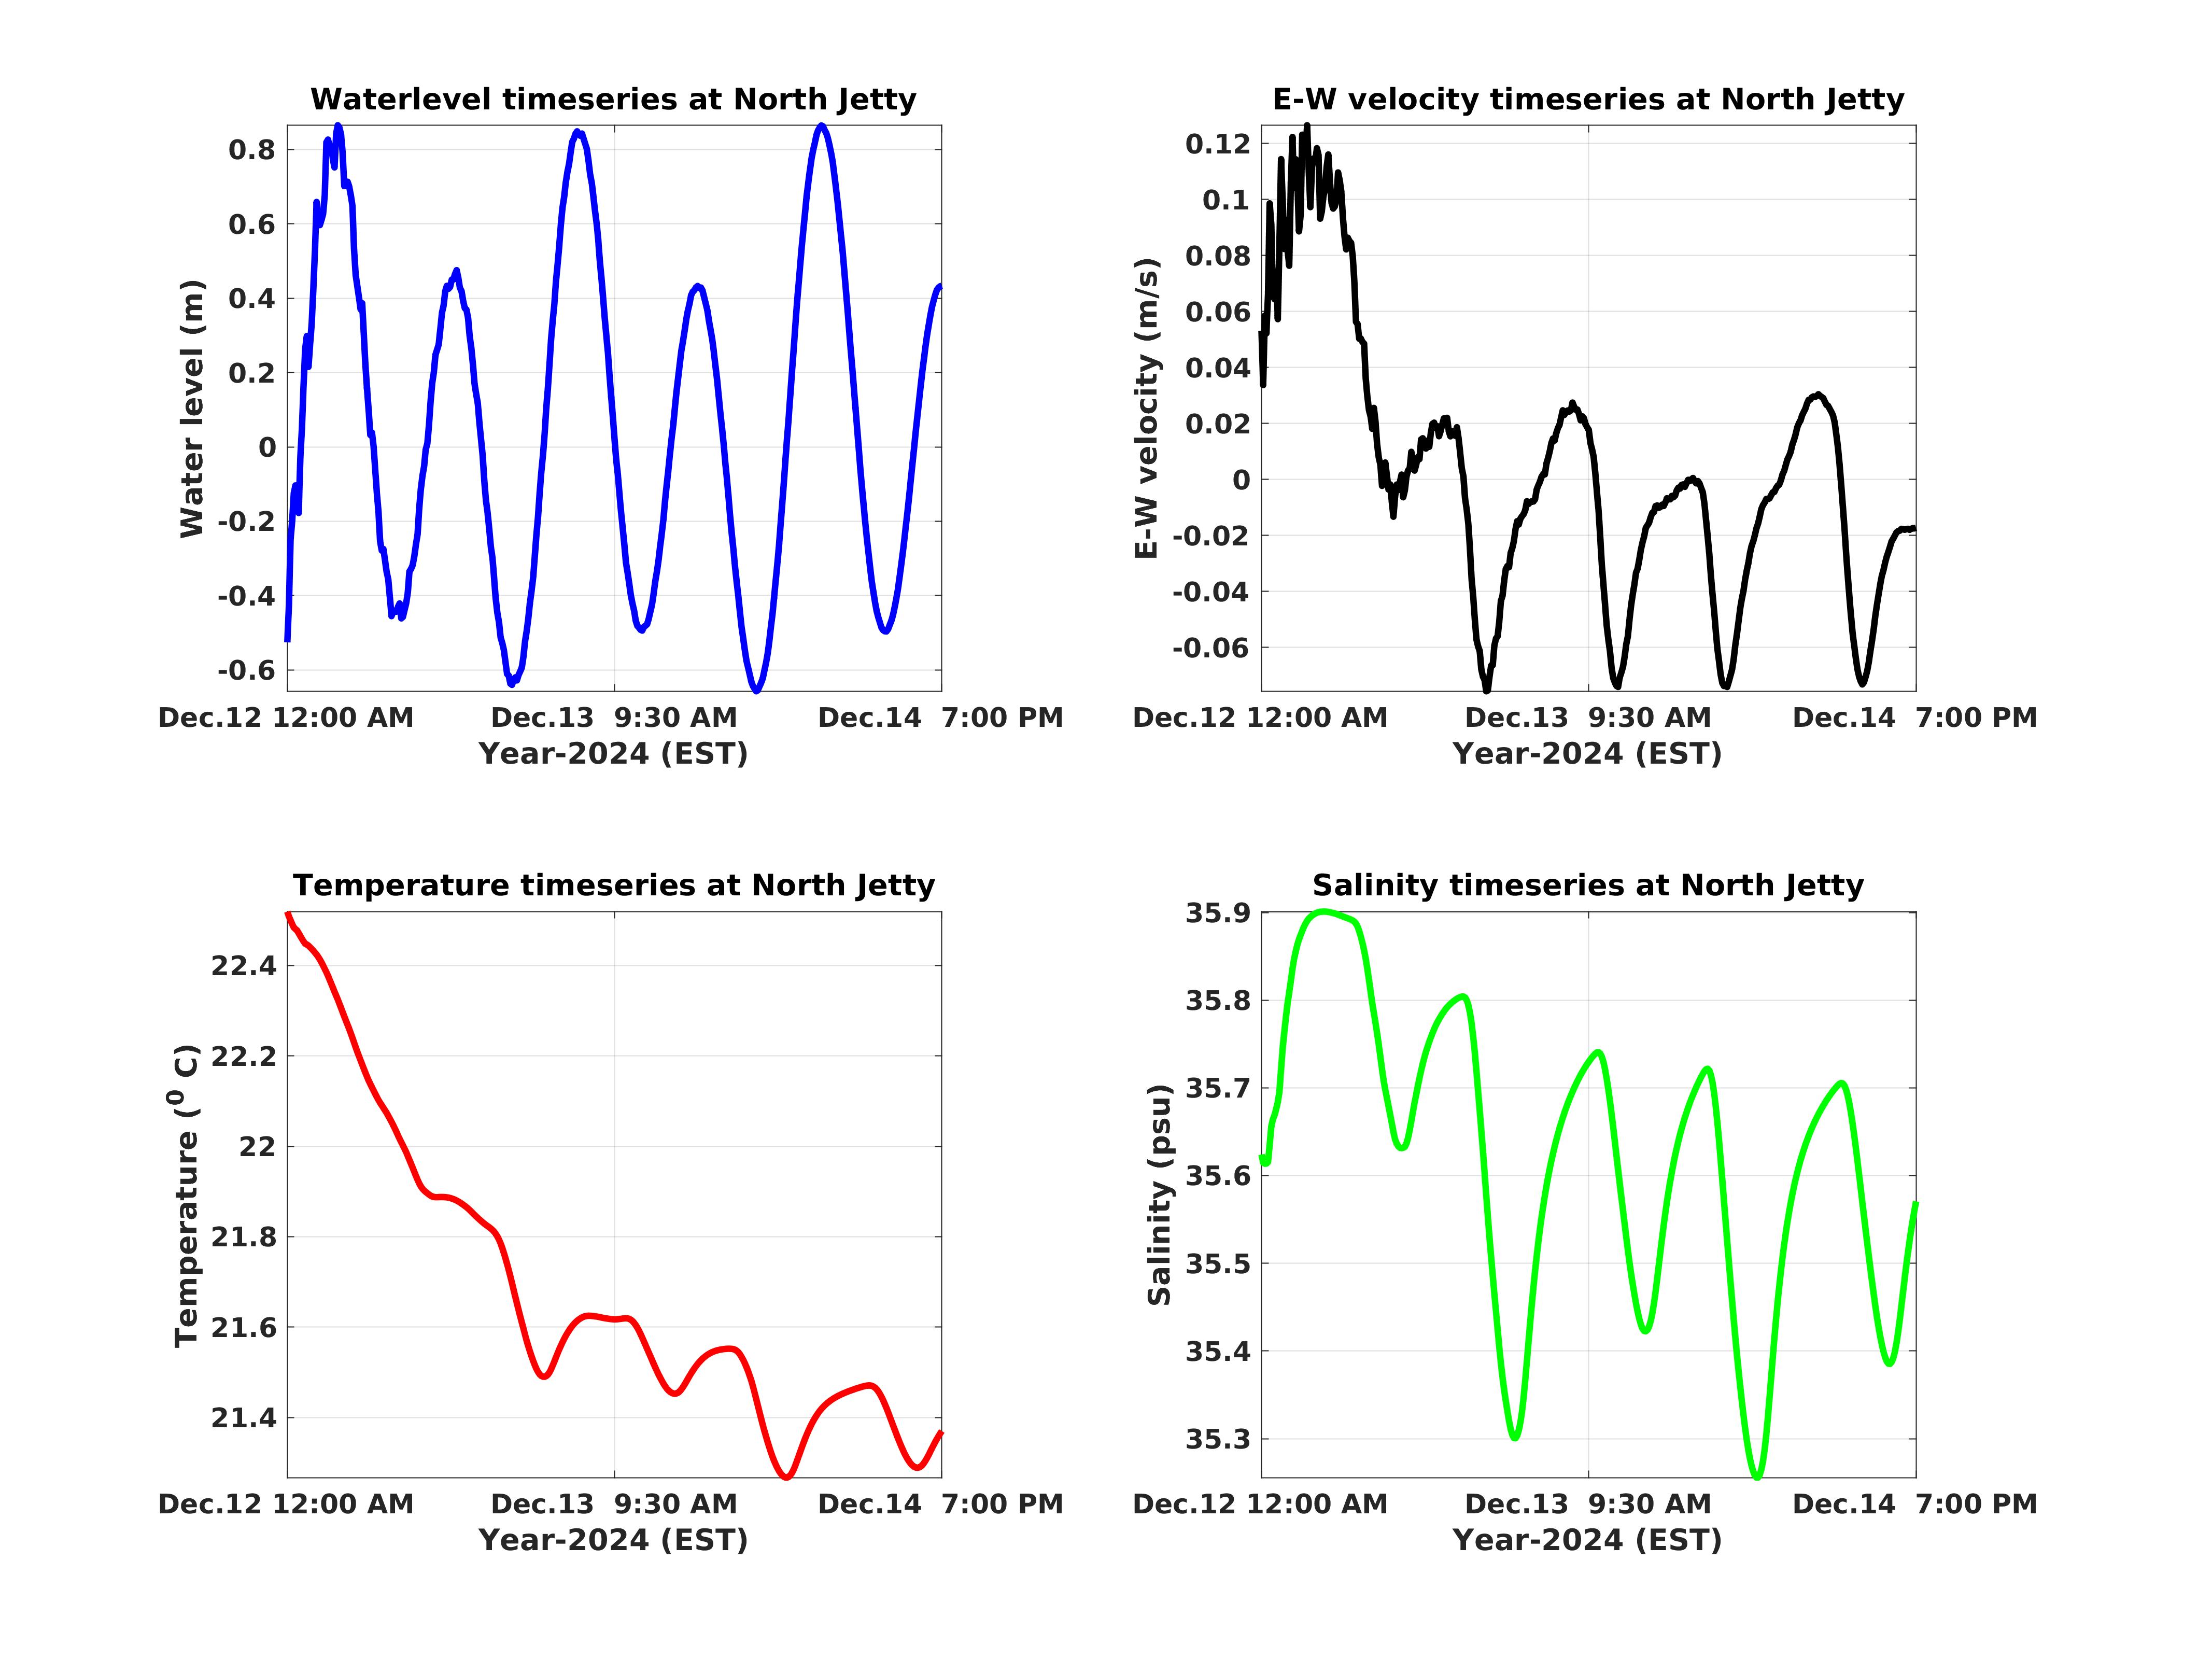 Waterlevel timeseries at North Jetty
0.8
0.6
0.4
0.2
0
-0.2
-0.4
-0.6
Water level (m)
Dec.12 12:00 AM
Dec.13  9:30 AM
Dec.14  7:00 PM
Year-2024 (EST)
E-W velocity timeseries at North Jetty
0.12
0.1
0.08
0.06
0.04
0.02
0
-0.02
-0.04
-0.06
E-W velocity (m/s)
Dec.12 12:00 AM
Dec.13  9:30 AM
Dec.14  7:00 PM
Year-2024 (EST)
Temperature timeseries at North Jetty
22.4
22.2
22
21.8
21.6
21.4
Temperature (⁰ C)
Dec.12 12:00 AM
Dec.13  9:30 AM
Dec.14  7:00 PM
Year-2024 (EST)
Salinity timeseries at North Jetty
35.9
35.8
35.7
35.6
35.5
35.4
35.3
Salinity (psu)
Dec.12 12:00 AM
Dec.13  9:30 AM
Dec.14  7:00 PM
Year-2024 (EST)